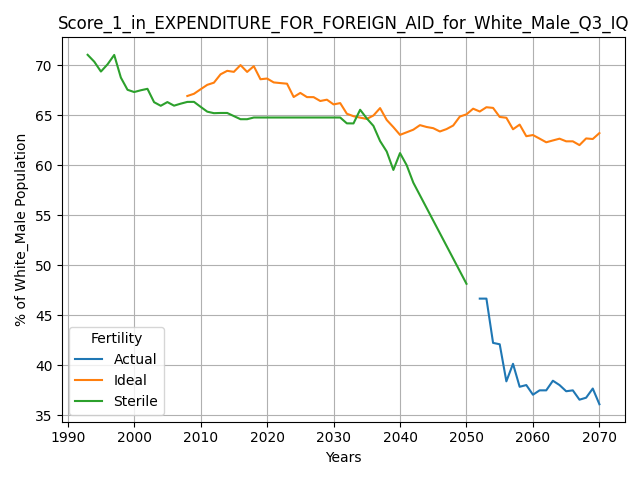 Score_1_in_EXPENDITURE_FOR_FOREIGN_AID_for_White_Male_Q3_IQ
% of White_Male Population
70
65
60
55
50
45
40
35
Fertility
Actual
Ideal
Sterile
1990 2000 2010 2020 2030 2040 2050 2060 2070
Years